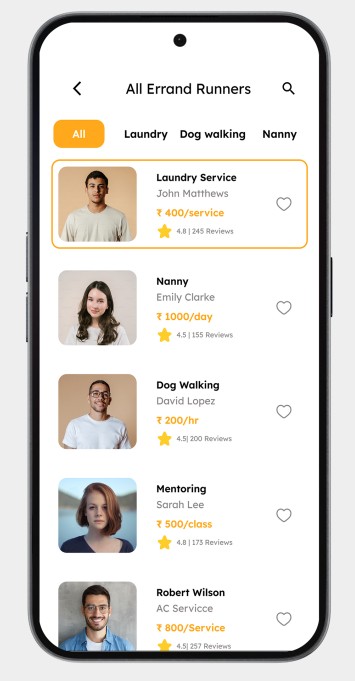 All Errand Runners
All Laundry Dog walking Nanny
Laundry Service
John Matthews
₹ 400/service
4.8 | 245 Reviews
Nanny
Emily Clarke
₹ 1000/day
4.5 | 155 Reviews
Dog Walking
David Lopez
₹ 200/hr
4.5| 200 Reviews
Mentoring
Sarah Lee
₹ 500/class
4.8 | 173 Reviews
Robert Wilson
AC Servicce
₹ 800/Service
4.5| 257 Reviews